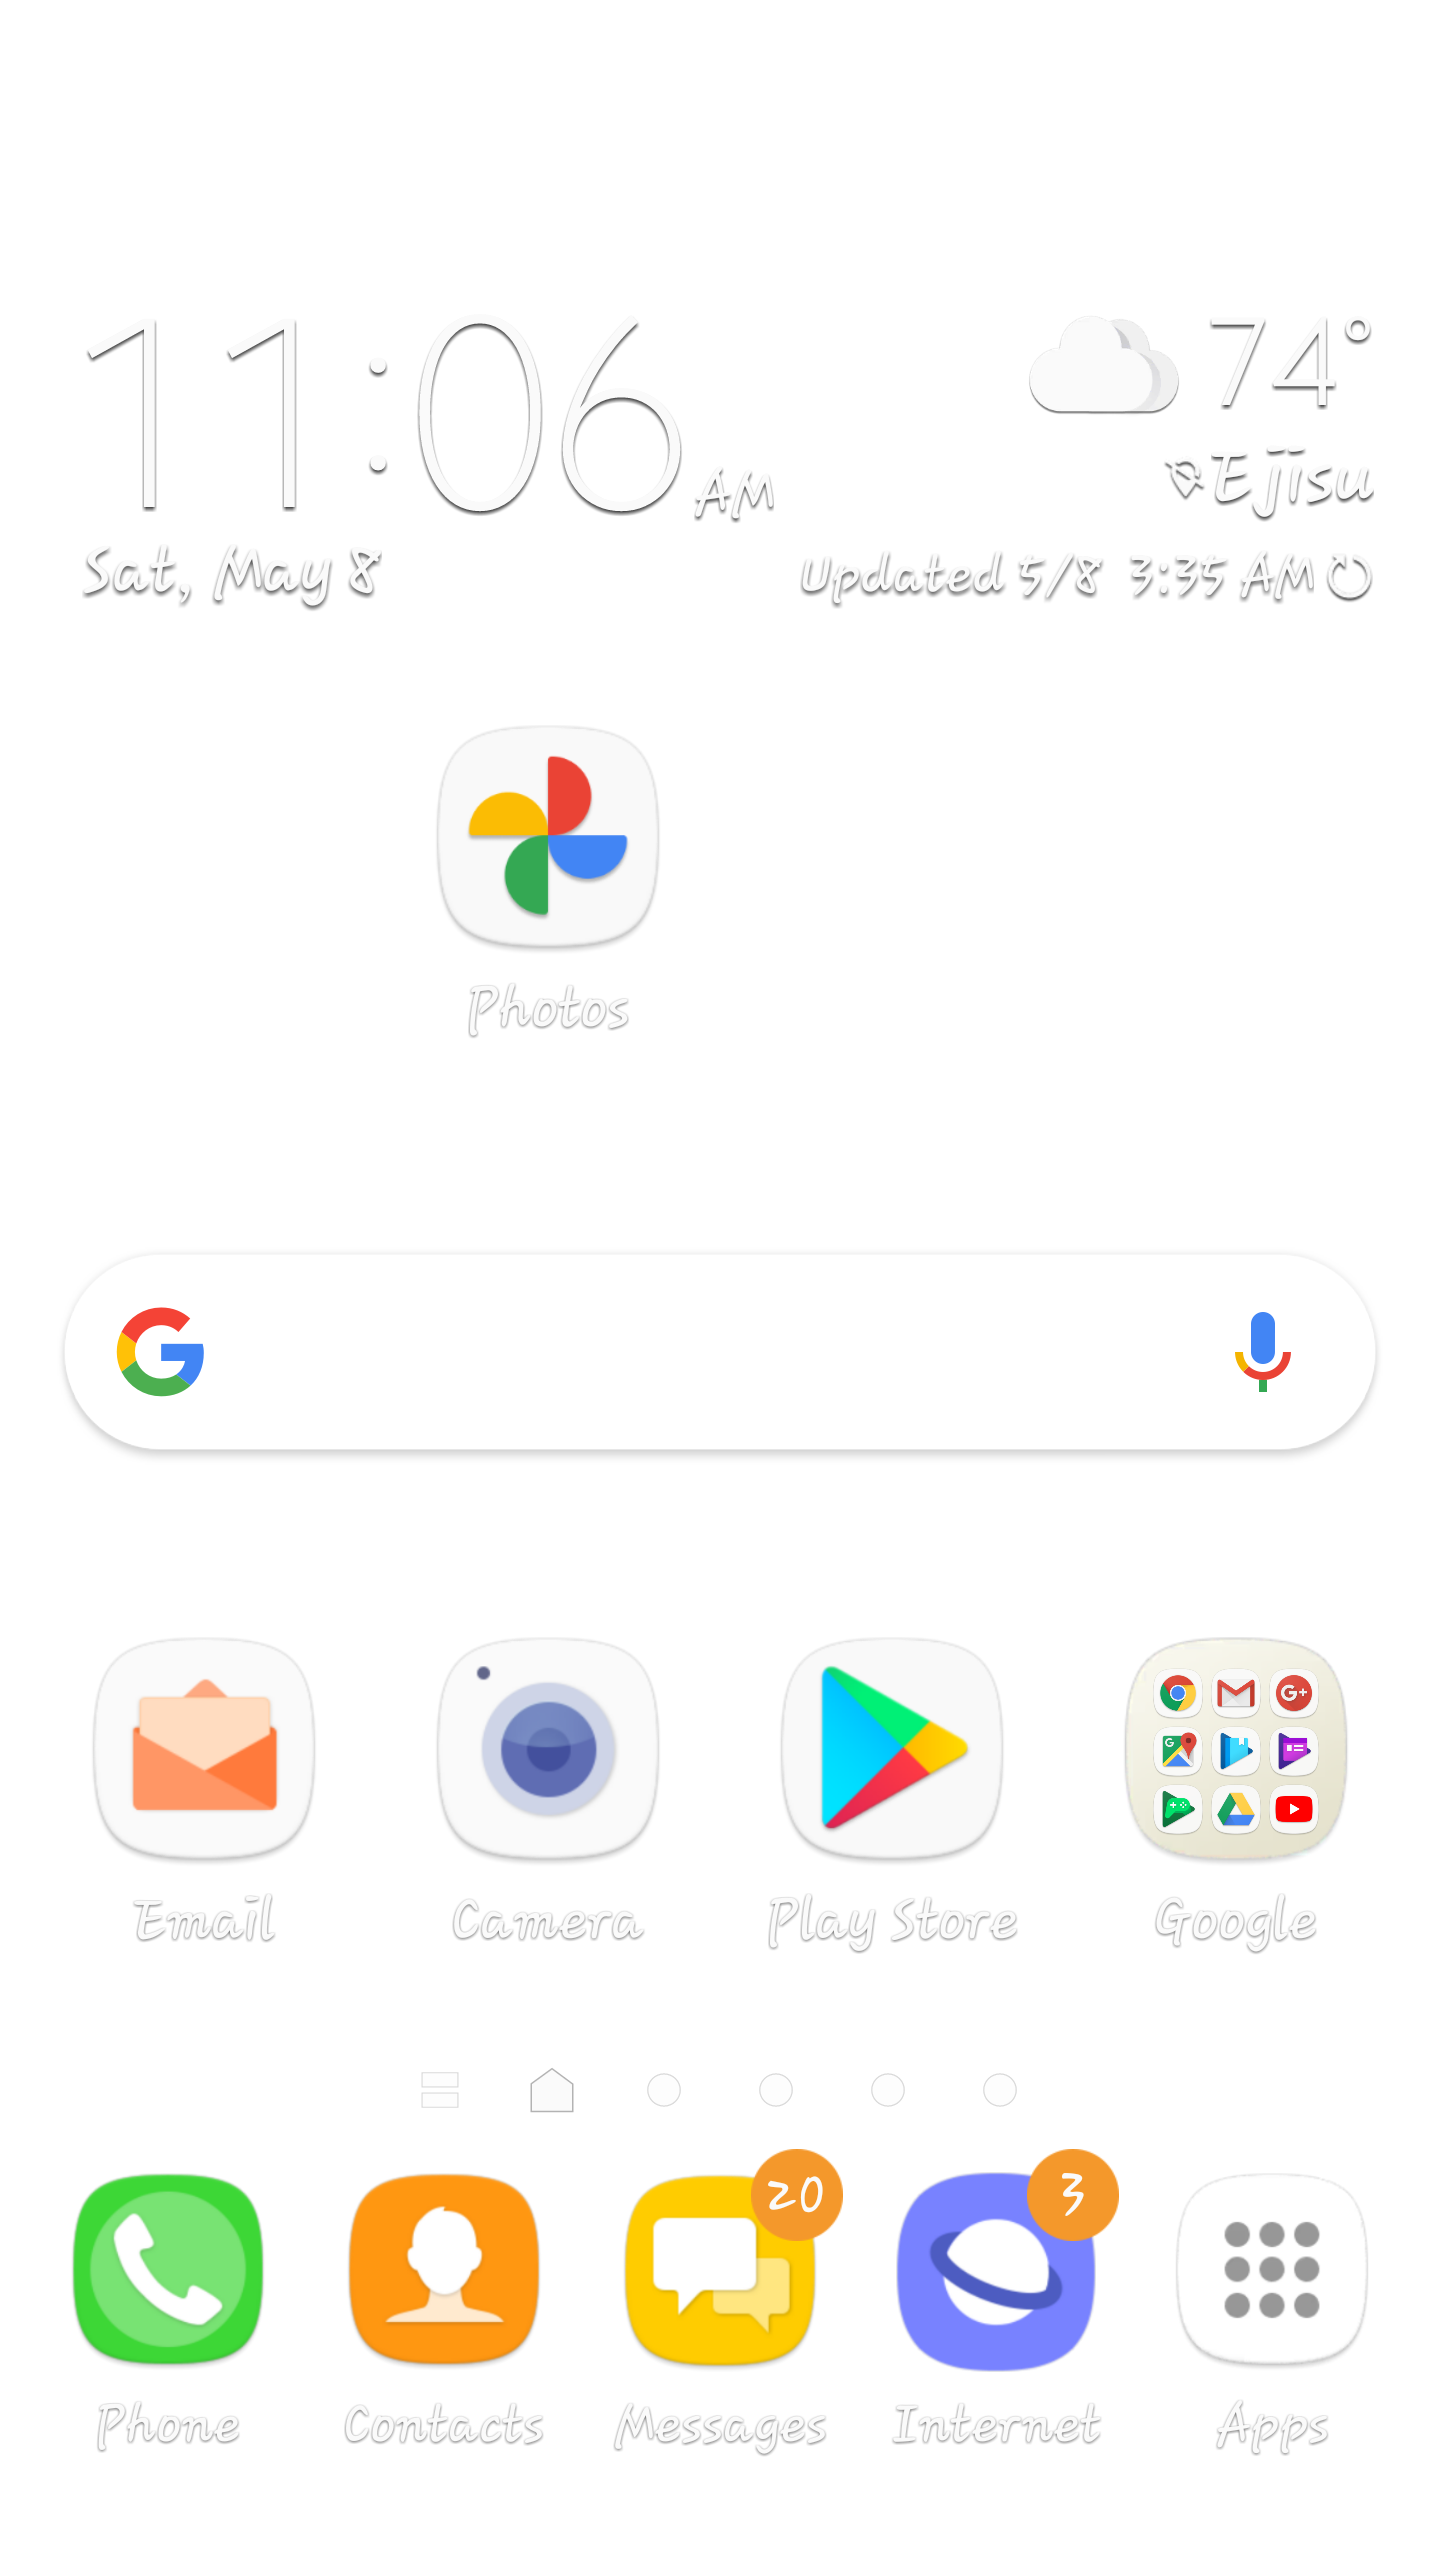 11:06 AM
74°
Ejisu
Sat, May 8
Updated 5/8 3:35 AM
Photos
Email
Camera
Play Store
Google
20
3
Phone
Contacts
Messages
Internet
Apps